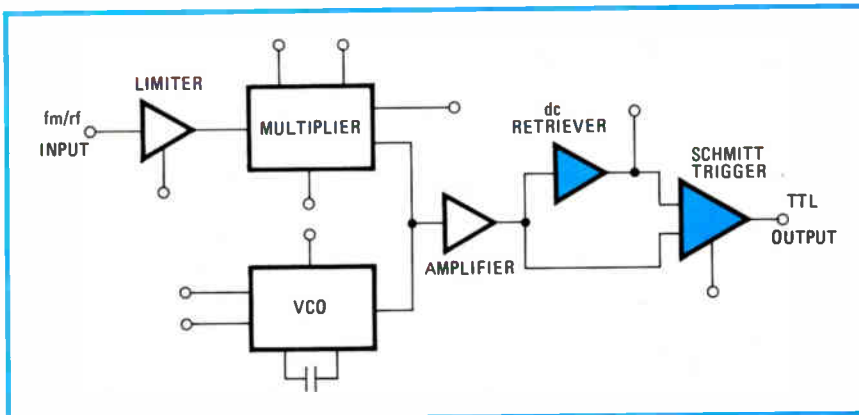 LIMITER
fm/rf
INPUT
MULTIPLIER
dc
RETRIEVER
SCHMITT
TRIGGER
TTL
OUTPUT
AMPLIFIER
VCO